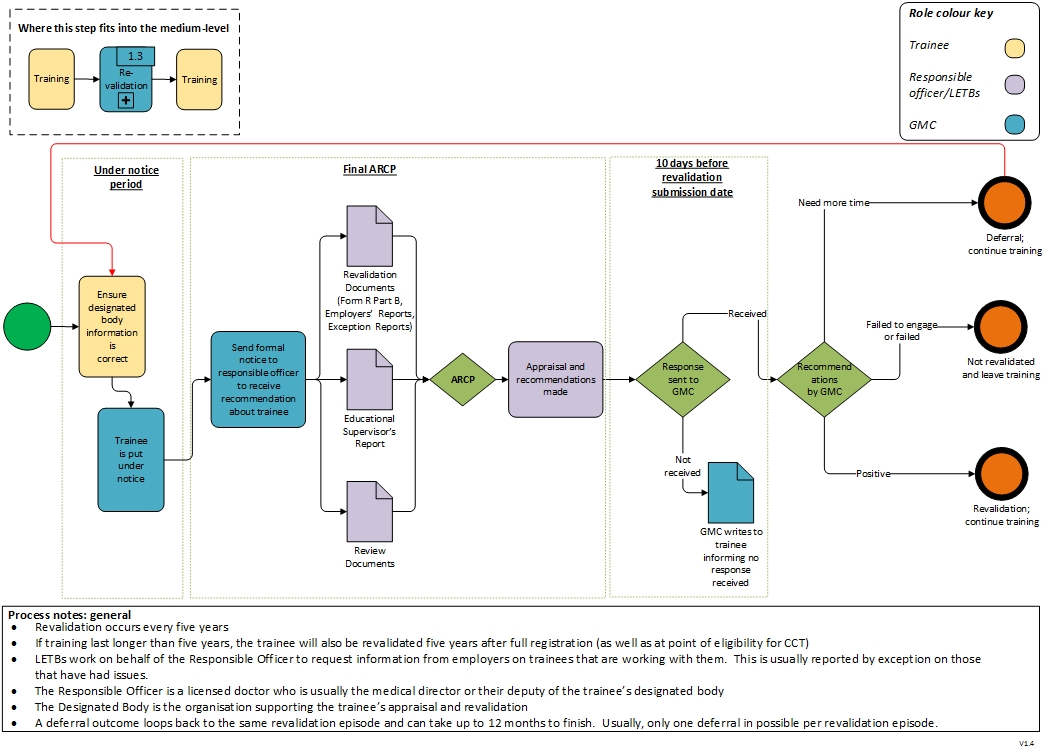 Where this step fits into the medium-level
Training
1.3
Re-
validation
Training
Role colour key
Trainee
Responsible
officer/LETBs
GMC
Under notice
period
Final ARCP
10 days before
revalidation
submission date
Ensure
designated
body
information
is
correct
Trainee
is put
under
notice
Send formal
notice to
responsible officer
to receive
recommendation
about trainee
Revalidation
Documents
(Form R Part B,
Employers' Reports,
Exception Reports)
Educational
Supervisor's
Report
Review
Documents
ARCP
Appraisal and
recommendations
made
Response
sent to
GMC
Received
Not
received
GMC writes to
trainee
informing no
response
received
Recommend
ations
by GMC
Need more time
Failed to engage
or failed
Positive
Deferral;
continue training
Not revalidated
and leave training
Revalidation;
continue training
Process notes: general
• Revalidation occurs every five years
• If training last longer than five years, the trainee will also be revalidated five years after full registration (as well as at point of eligibility for CCT)
• LETBs work on behalf of the Responsible Officer to request information from employers on trainees that are working with them. This is usually reported by exception on those
that have had issues.
• The Responsible Officer is a licensed doctor who is usually the medical director or their deputy of the trainee's designated body
• The Designated Body is the organisation supporting the trainee's appraisal and revalidation
• A deferral outcome loops back to the same revalidation episode and can take up to 12 months to finish. Usually, only one deferral in possible per revalidation episode.
V1.4